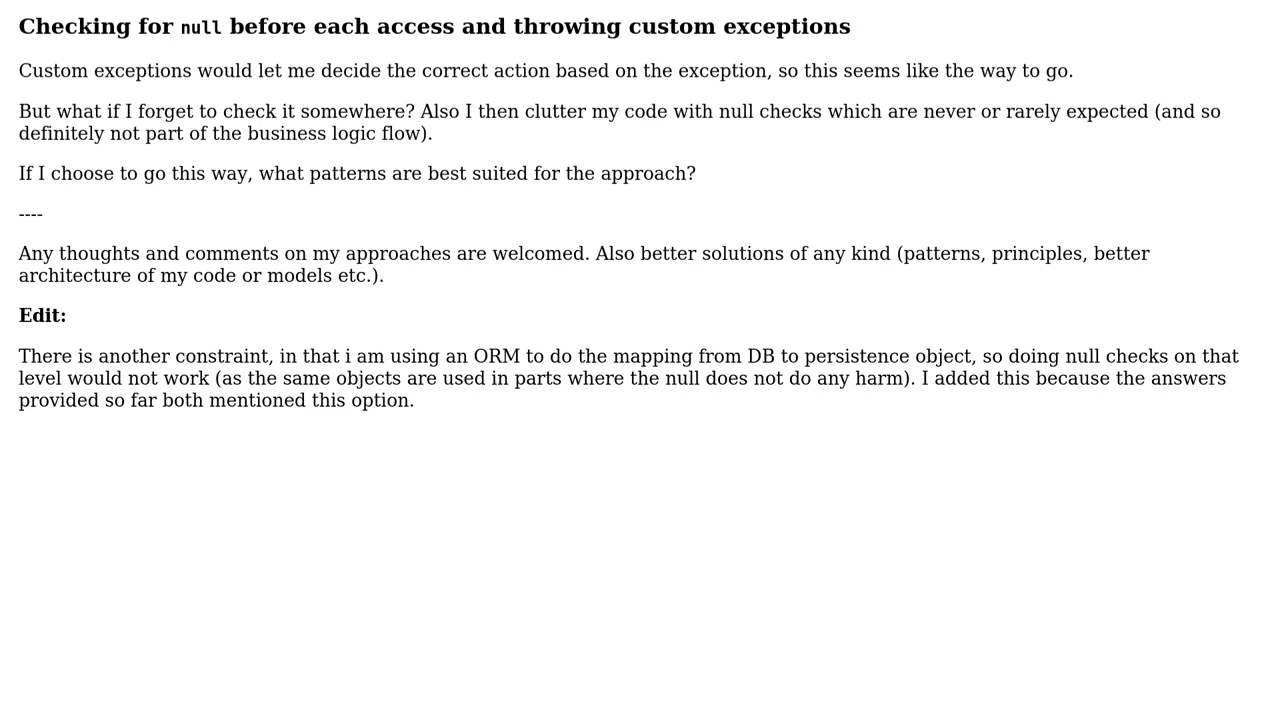 Checking for null before each access and throwing custom exceptions
Custom exceptions would let me decide the correct action based on the exception, so this seems like the way to go.
But what if I forget to check it somewhere? Also I then clutter my code with null checks which are never or rarely expected (and so
definitely not part of the business logic flow).
If I choose to go this way, what patterns are best suited for the approach?
----
Any thoughts and comments on my approaches are welcomed. Also better solutions of any kind (patterns, principles, better
architecture of my code or models etc.).
Edit:
There is another constraint, in that i am using an ORM to do the mapping from DB to persistence object, so doing null checks on that
level would not work (as the same objects are used in parts where the null does not do any harm). I added this because the answers
provided so far both mentioned this option.